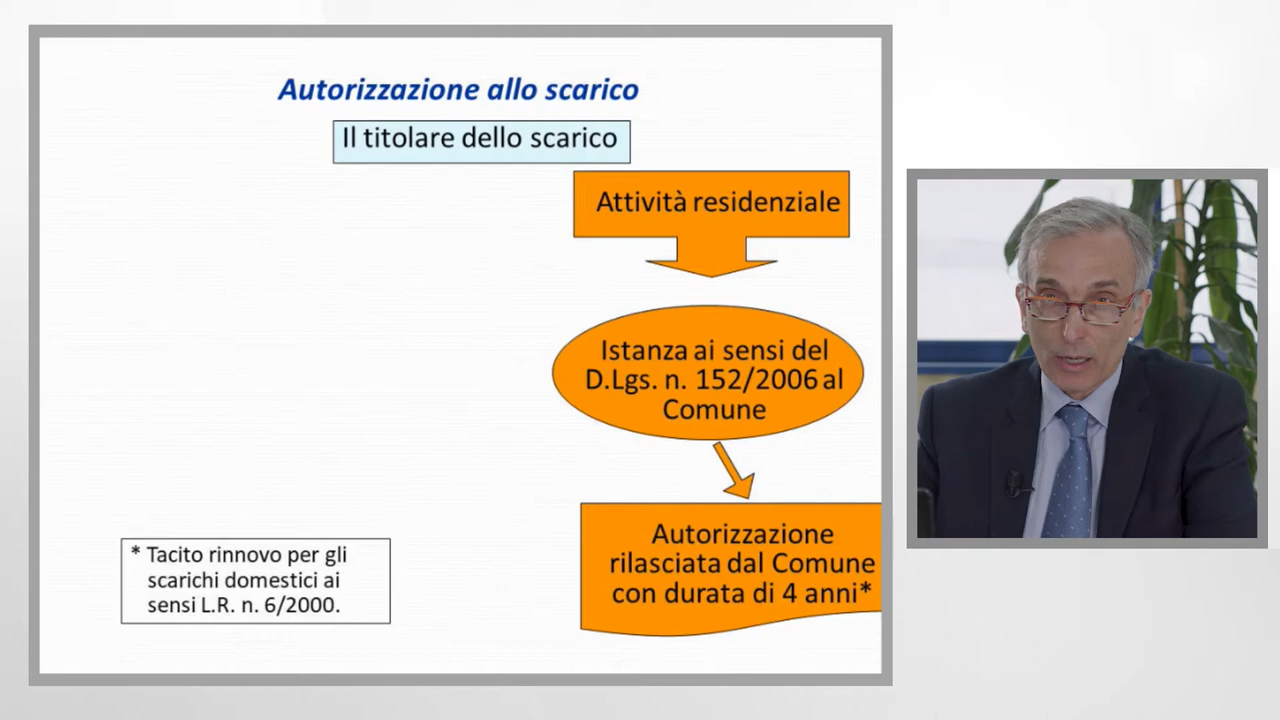 Autorizzazione allo scarico
Il titolare dello scarico
Attività residenziale
Istanza ai sensi del
D.Lgs. n. 152/2006 al
Comune
Autorizzazione
rilasciata dal Comune
con durata di 4 anni*
* Tacito rinnovo per gli
scarichi domestici ai
sensi L.R. n. 6/2000.